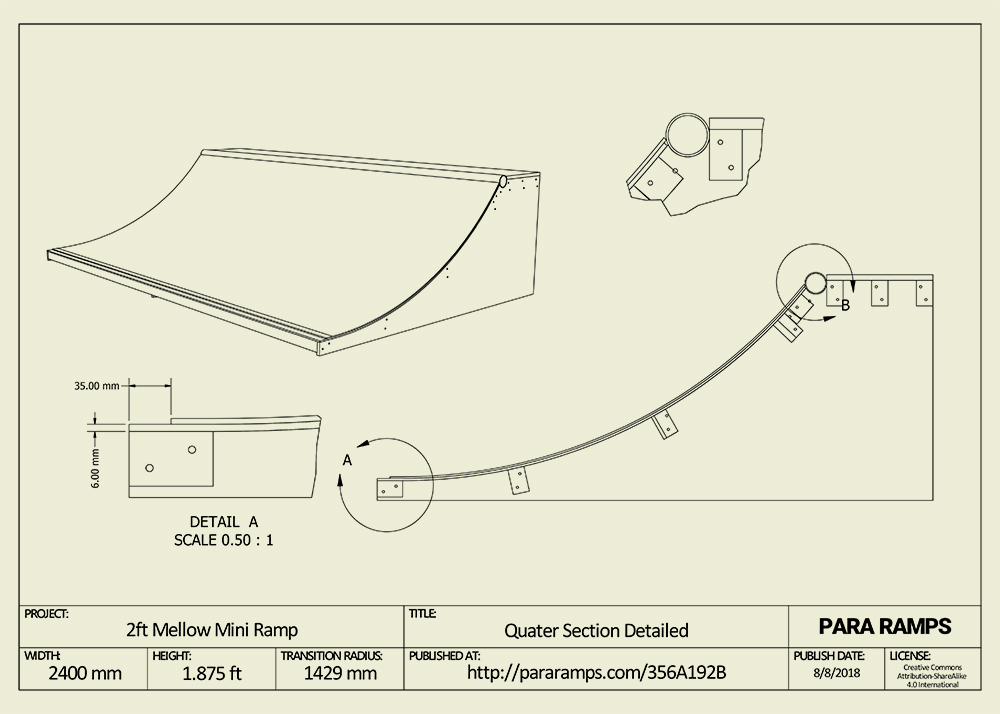 B
35.00 mm
6.00 mm
A
DETAIL A
SCALE 0.50 : 1
PROJECT:
2ft Mellow Mini Ramp
TITLE:
Quater Section Detailed
PARA RAMPS
WIDTH:
2400 mm
HEIGHT:
1.875 ft
TRANSITION RADIUS:
1429 mm
PUBLISHED AT:
http://pararamps.com/356A192B
PUBLISH DATE:
8/8/2018
LICENSE:
Creative Commons
Attribution-ShareAlike
4.0 International